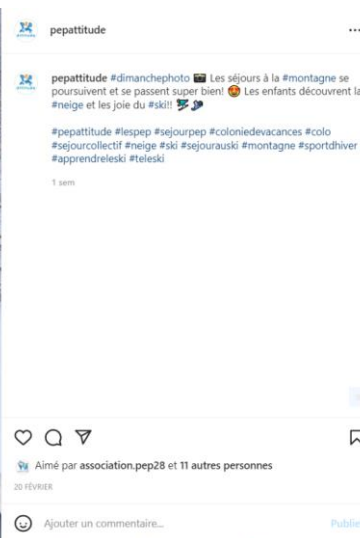 pepattitude
pepattitude #dimanchephoto 📷 Les séjours à la #montagne se
poursuivent et se passent super bien! 😍 Les enfants découvrent la
#neige et les joie du #ski!!
#pepattitude #lespep #sejourpep #coloniedevacances #colo
#sejourcollectif #neige #ski #sejourauski #montagne #sportdhiver
#apprendreleski #teleski
1 sem
Aimé par association.pep28 et 11 autres personnes
20 FÉVRIER
Ajouter un commentaire...
Publie